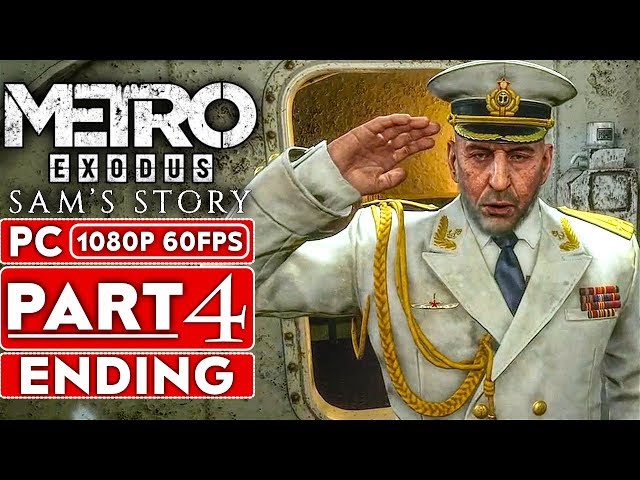 METRO
EXODUS
SAM'S STORY
PC 1080P 60FPS
PART 4
ENDING